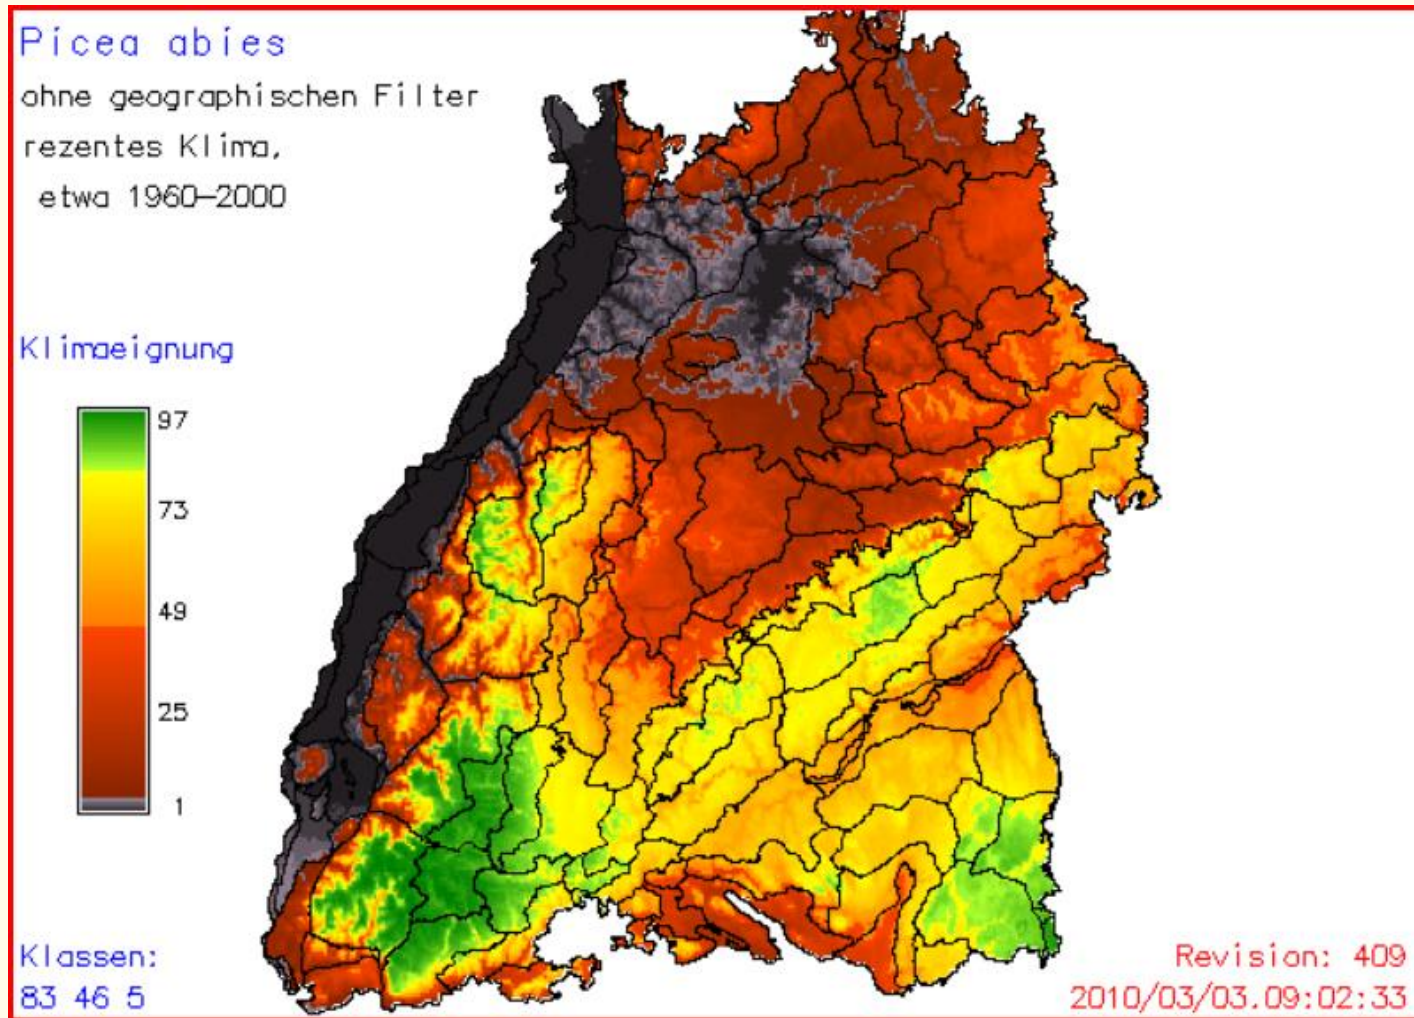 Picea abies
ohne geographischen Filter
rezentes Klima,
etwa 1960–2000
Klimaeignung
97
73
49
25
1
Klassen:
83 46 5
Revision: 409
2010/03/03.09:02:33